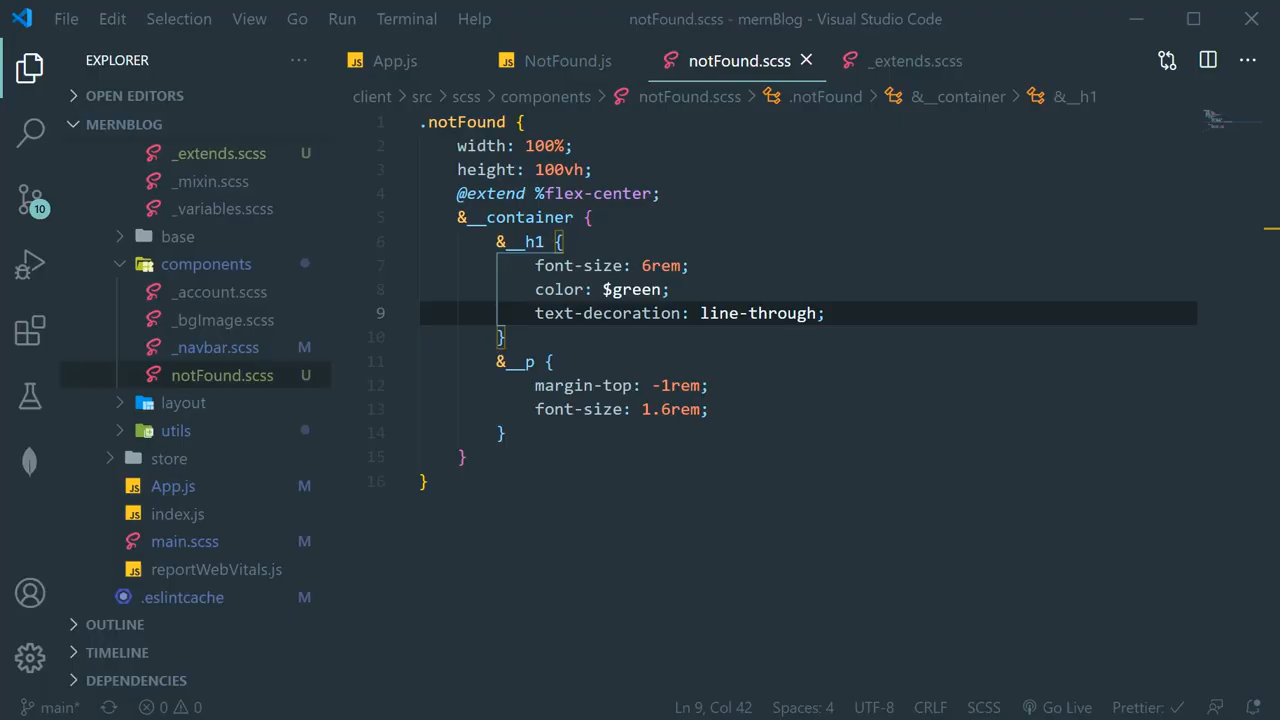 File Edit Selection View Go Run Terminal Help notFound.scss - mernBlog - Visual Studio Code
EXPLORER
JS App.js JS NotFound.js notFound.scss _extends.scss
OPEN EDITORS
client > src > scss > components > notFound.scss > .notFound > &__container > &__h1
MERNBLOG
_extends.scss U
_mixin.scss
_variables.scss
base
components
_account.scss
_bgImage.scss
_navbar.scss M
notFound.scss U
layout
utils
store
JS App.js M
JS index.js
main.scss M
JS reportWebVitals.js
.eslintcache M
OUTLINE
TIMELINE
DEPENDENCIES
10
1 .notFound {
2 width: 100%;
3 height: 100vh;
4 @extend %flex-center;
5 &__container {
6 &__h1 {
7 font-size: 6rem;
8 color: $green;
9 text-decoration: line-through;
10 }
11 &__p {
12 margin-top: -1rem;
13 font-size: 1.6rem;
14 }
15 }
16 }
main* 0 0 Ln 9, Col 42 Spaces: 4 UTF-8 CRLF SCSS Go Live Prettier: ✓